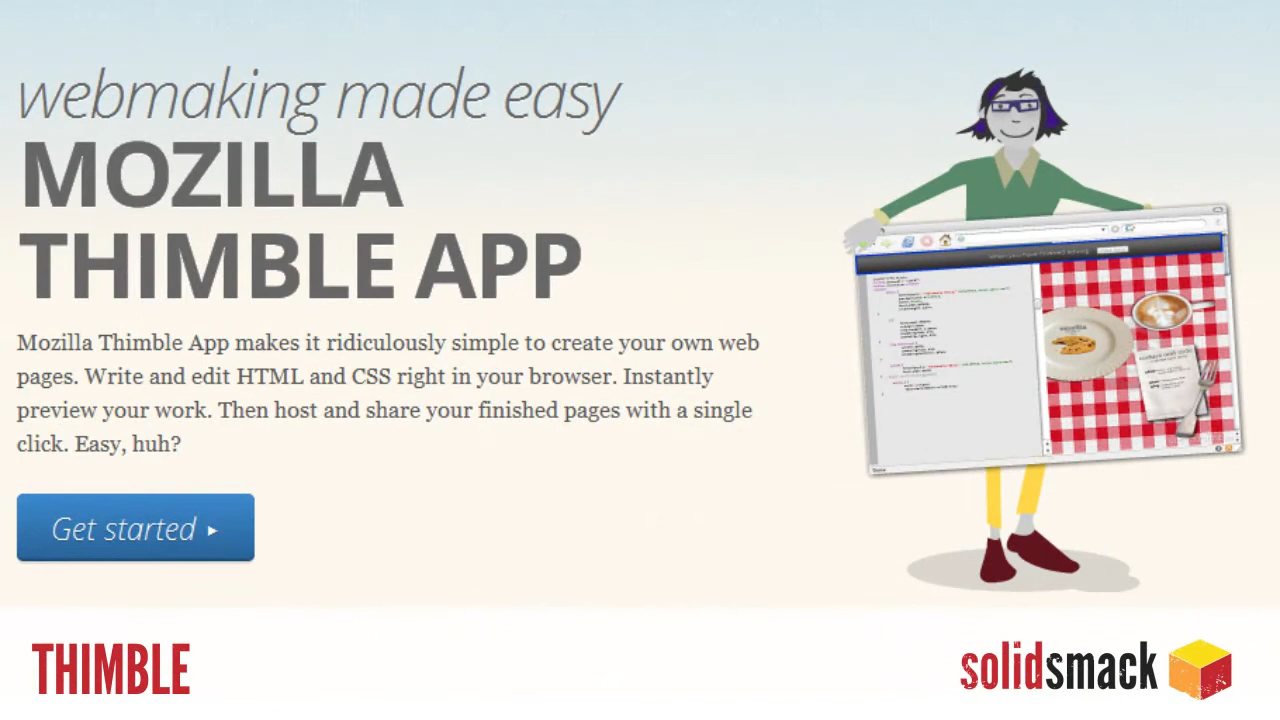 webmaking made easy
MOZILLA
THIMBLE APP
Mozilla Thimble App makes it ridiculously simple to create your own web
pages. Write and edit HTML and CSS right in your browser. Instantly
preview your work. Then host and share your finished pages with a single
click. Easy, huh?
Get started ▸
mozilla
THIMBLE
solidsmack